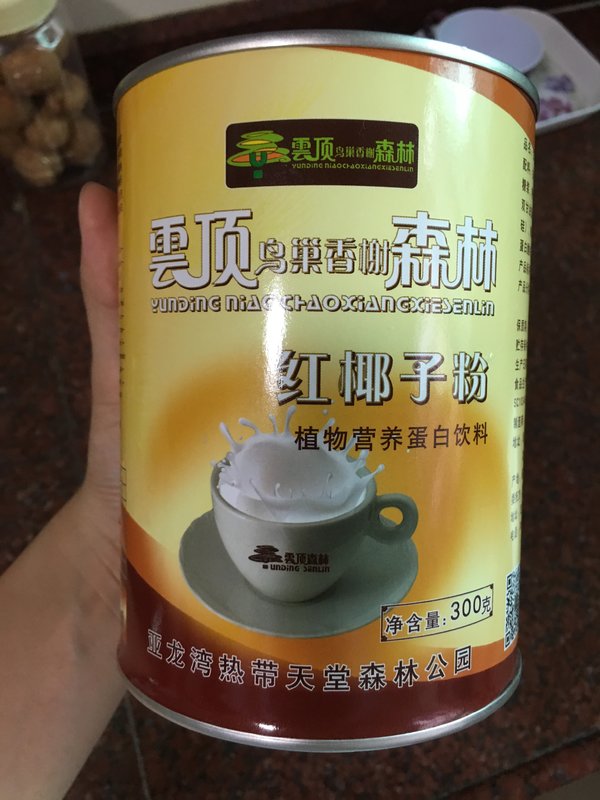 雲顶鸟巢香榭森林
YUNDING NIAOCHAOXIANGXIESENLIN
雲顶鸟巢香榭森林
YUNDING NIAOCHAOXIANGXIESENLIN
红椰子粉
植物营养蛋白饮料
雲顶森林
YUNDING SENLIN
净含量:300克
亚龙湾热带天堂森林公园